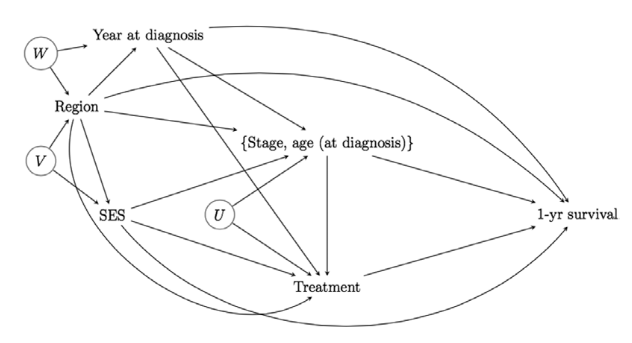 Year at diagnosis
W
Region
{Stage, age (at diagnosis)}
V
SES
U
1-yr survival
Treatment